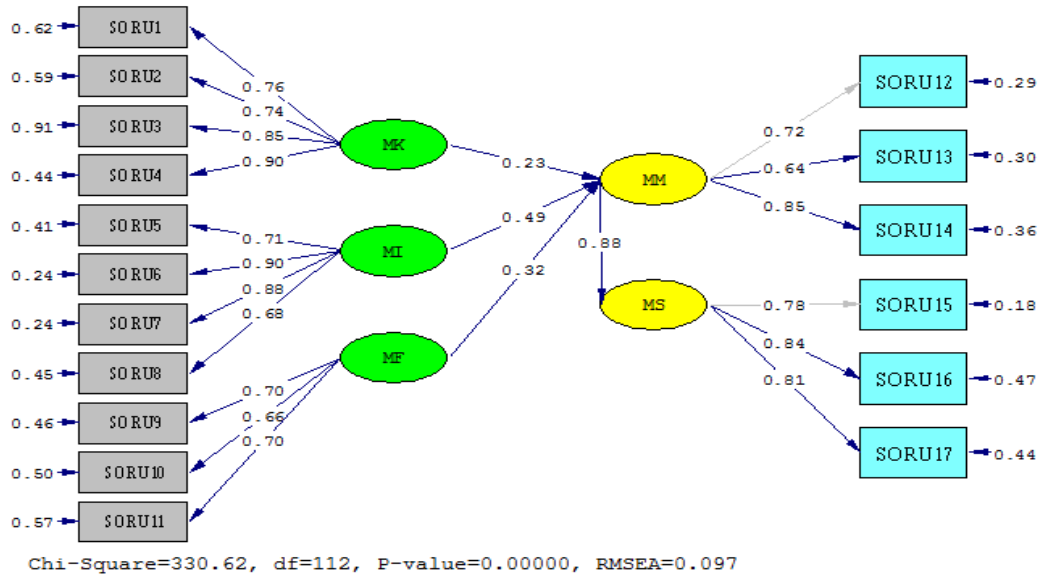 0.62 SORU1
0.59 SORU2
0.91 SORU3
0.44 SORU4
0.41 SORU5
0.24 SORU6
0.24 SORU7
0.45 SORU8
0.46 SORU9
0.50 SORU10
0.57 SORU11
0.76
0.74
0.85
0.90
0.71
0.90
0.88
0.68
0.70
0.66
0.70
MK
MI
MF
0.23
0.49
0.32
MM
0.88
MS
0.72
0.64
0.85
0.78
0.84
0.81
SORU12 0.29
SORU13 0.30
SORU14 0.36
SORU15 0.18
SORU16 0.47
SORU17 0.44
Chi-Square=330.62, df=112, P-value=0.00000, RMSEA=0.097